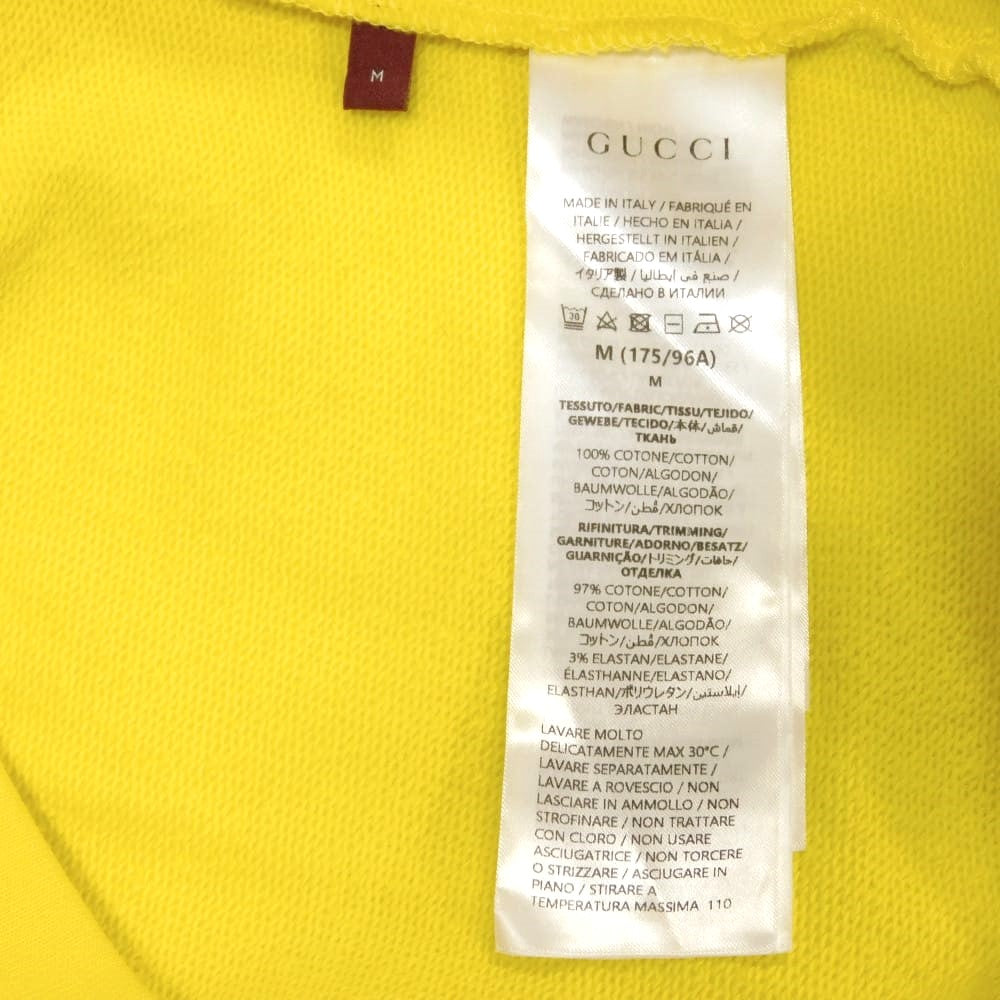 M
GUCCI
MADE IN ITALY / FABRIQUÉ EN
ITALIE / HECHO EN ITALIA /
HERGESTELLT IN ITALIEN /
FABRICADO EM ITÁLIA /
イタリア製 / صنع في ايطاليا /
СДЕЛАНО В ИТАЛИИ
30
M (175/96A)
M
TESSUTO/FABRIC/TISSU/TEJIDO/
GEWEBE/TECIDO/本体/قماش/
ТКАНЬ
100% COTONE/COTTON/
COTON/ALGODON/
BAUMWOLLE/ALGODÃO/
コットン/قُطن/ХЛОПОК
RIFINITURA/TRIMMING/
GARNITURE/ADORNO/BESATZ/
GUARNIÇÃO/トリミング/حافات/
ОТДЕЛКА
97% COTONE/COTTON/
COTON/ALGODON/
BAUMWOLLE/ALGODÃO/
コットン/قُطن/ХЛОПОК
3% ELASTAN/ELASTANE/
ÉLASTHANNE/ELASTANO/
ELASTHAN/ポリウレタン/إيلاستين/
ЭЛАСТАН
LAVARE MOLTO
DELICATAMENTE MAX 30°C /
LAVARE SEPARATAMENTE /
LAVARE A ROVESCIO / NON
LASCIARE IN AMMOLLO / NON
STROFINARE / NON TRATTARE
CON CLORO / NON USARE
ASCIUGATRICE / NON TORCERE
O STRIZZARE / ASCIUGARE IN
PIANO / STIRARE A
TEMPERATURA MASSIMA 110